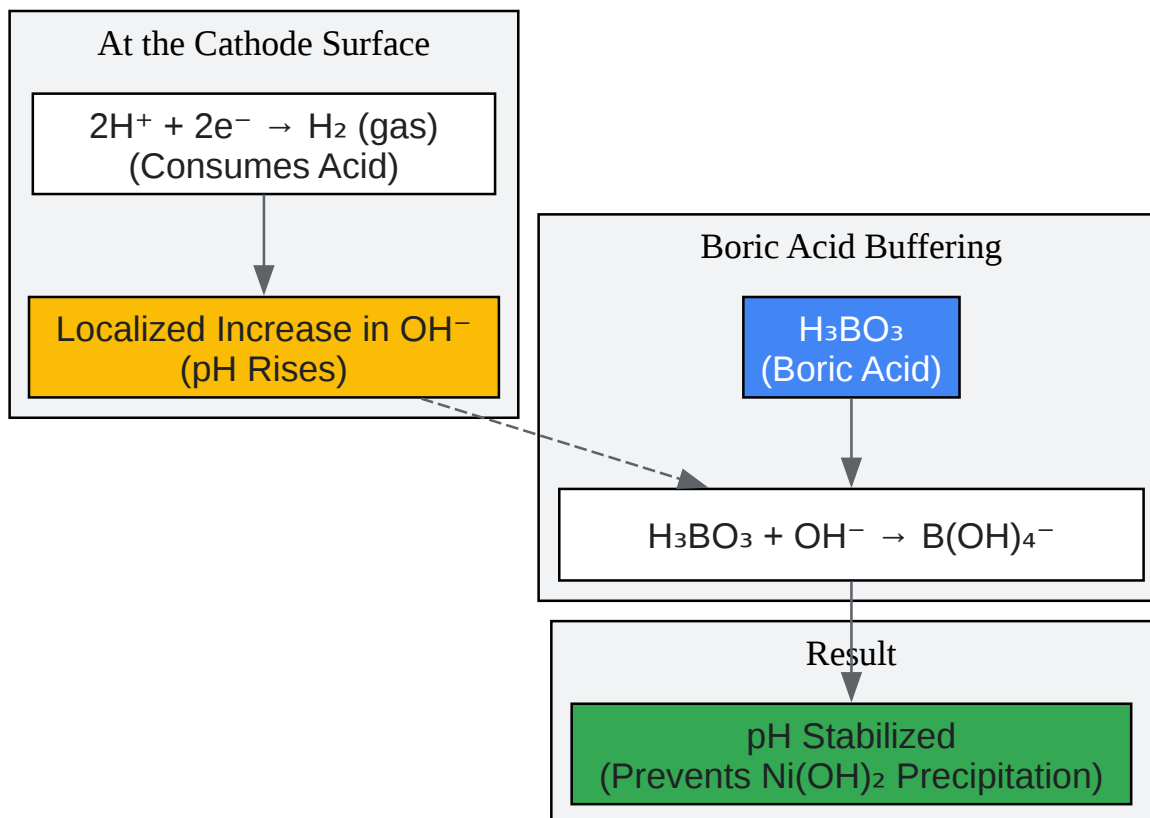 At the Cathode Surface
2H⁺ + 2e⁻ → H₂ (gas)
(Consumes Acid)
Localized Increase in OH⁻
(pH Rises)
Boric Acid Buffering
H₃BO₃
(Boric Acid)
H₃BO₃ + OH⁻ → B(OH)₄⁻
Result
pH Stabilized
(Prevents Ni(OH)₂ Precipitation)